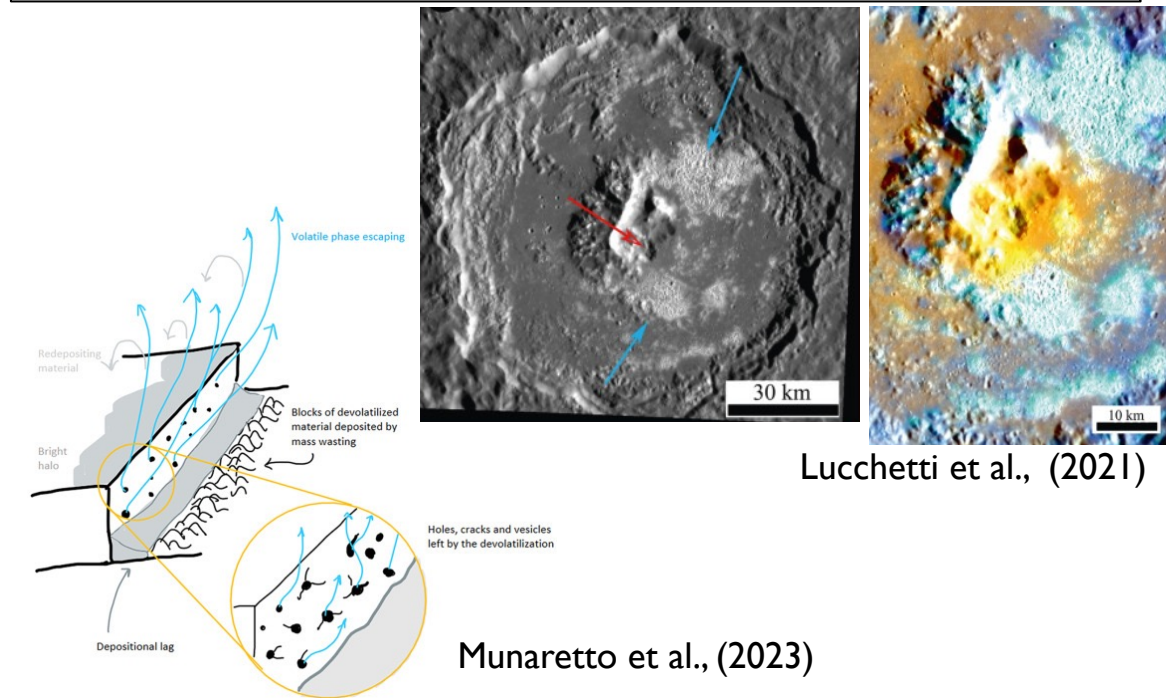 30 km
10 km
Lucchetti et al., (2021)
Volatile phase escaping
Redepositing
material
Blocks of devolatilized
material deposited by
mass wasting
Bright
halo
Holes, cracks and vesicles
left by the devolatilization
Depositional lag
Munaretto et al., (2023)